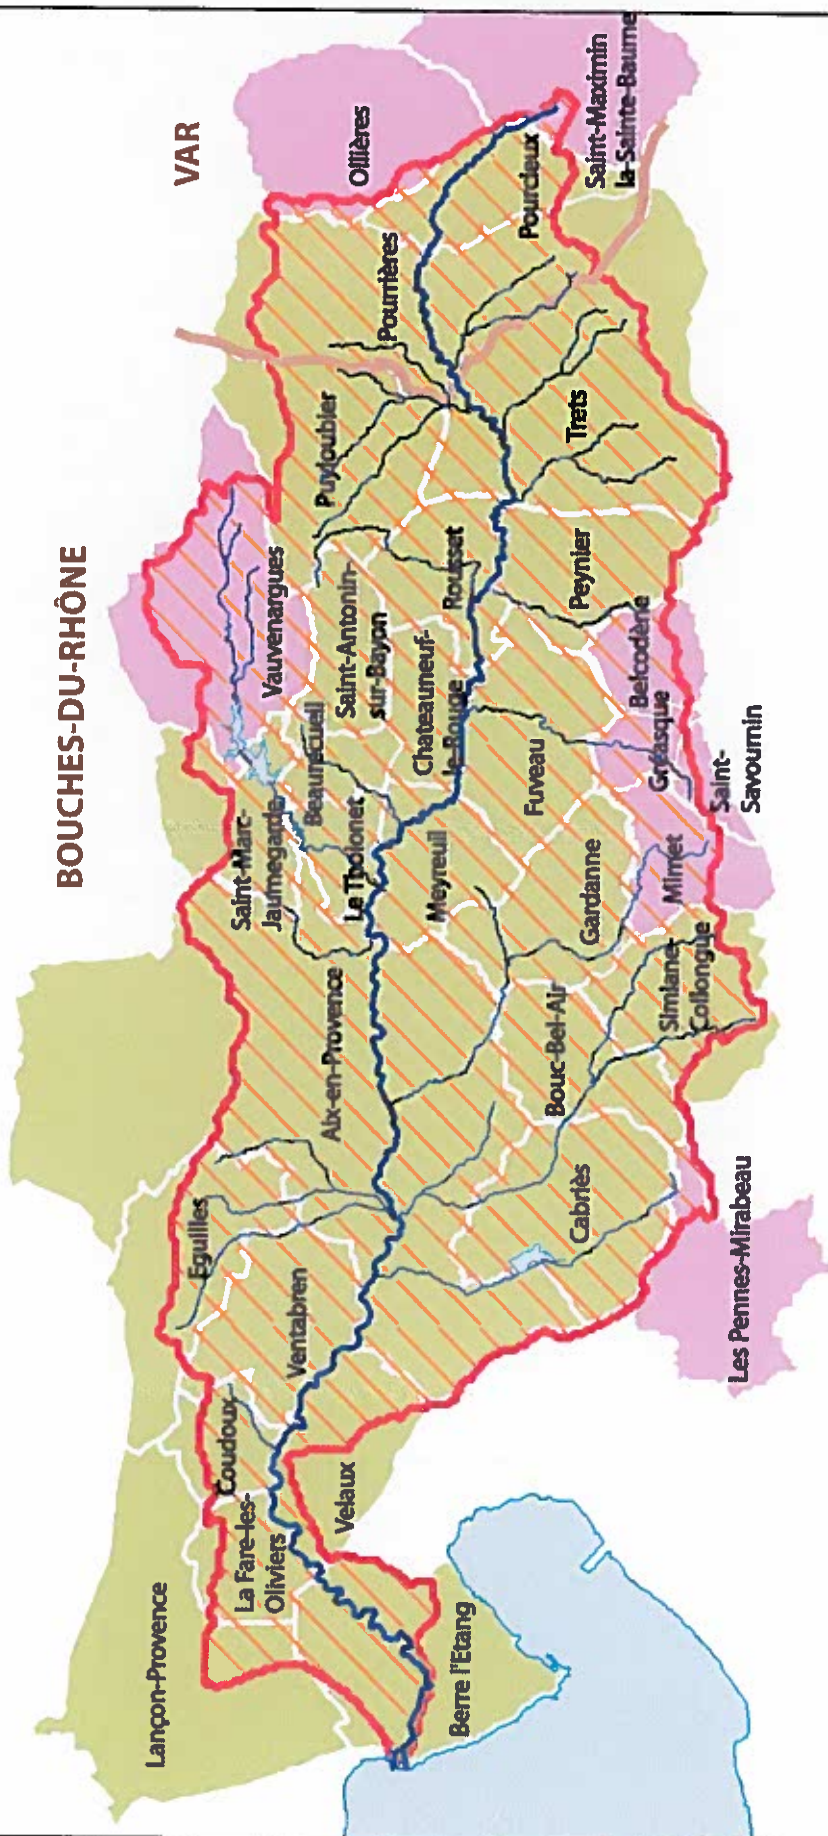 BOUCHES-DU-RHÔNE
VAR
Lançon-Provence
La Fare-les-
Oliviers
Coudoux
Berre l'Etang
Velaux
Ventabren
Eguilles
Aix-en-Provence
Saint-Marc-
Jaumegarde
Le Tholonet
Beaurecueil
Vauvenargues
Saint-Antonin-
sur-Bayon
Chateauneuf-
le-Rouge
Rousset
Puyloubier
Pourrières
Ollières
Pourcieux
Saint-Maximin
la-Sainte-Baume
Trets
Peynier
Belcodène
Gréasque
Fuveau
Saint-
Savournin
Meyreuil
Gardanne
Mimet
Simiane-
Collongue
Bouc-Bel-Air
Cabriès
Les Pennes-Mirabeau